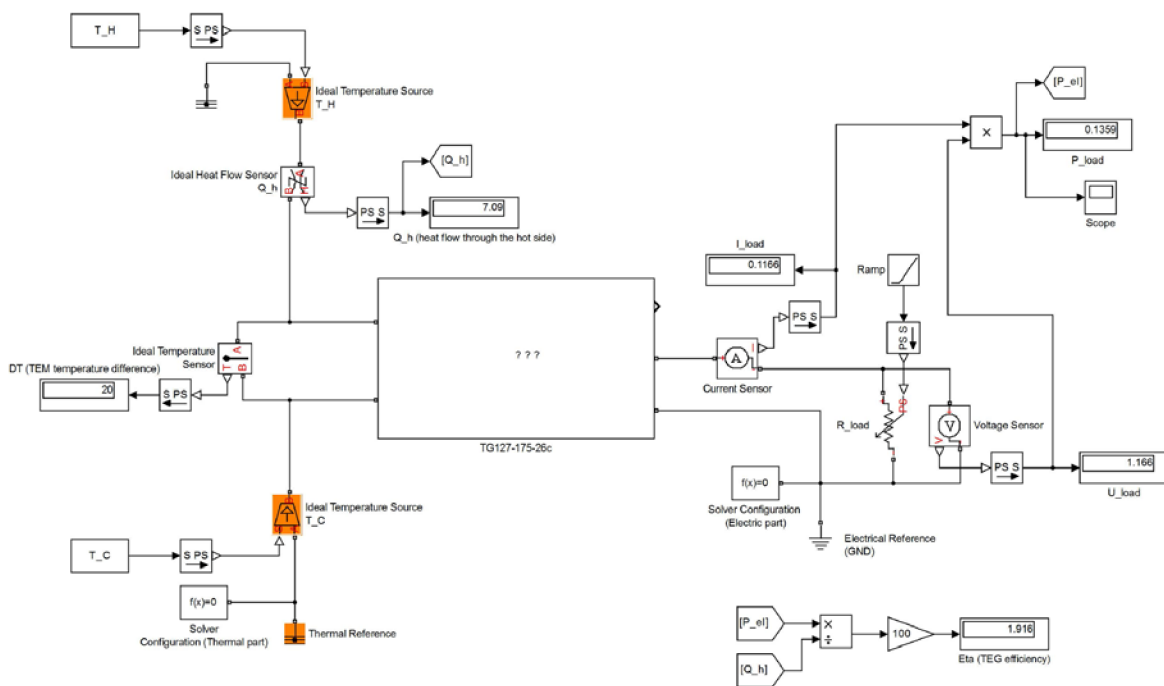 T_H
S PS
Ideal Temperature Source
T_H
[P_el]
0.1359
P_load
×
Scope
Ideal Heat Flow Sensor
Q_h
B
A
H
[Q_h]
PS S
7.09
Q_h (heat flow through the hot side)
I_load
0.1166
Ramp
PS S
PS S
? ? ?
TG127-175-26c
Ideal Temperature
Sensor
A
T
B
DT (TEM temperature difference)
20
S PS
A
I
Current Sensor
R_load
PS
V
V
Voltage Sensor
PS S
1.166
U_load
f(x)=0
Solver Configuration
(Electric part)
Electrical Reference
(GND)
Ideal Temperature Source
T_C
T_C
S PS
f(x)=0
Solver
Configuration (Thermal part)
Thermal Reference
[P_el]
[Q_h]
×
÷
100
1.916
Eta (TEG efficiency)